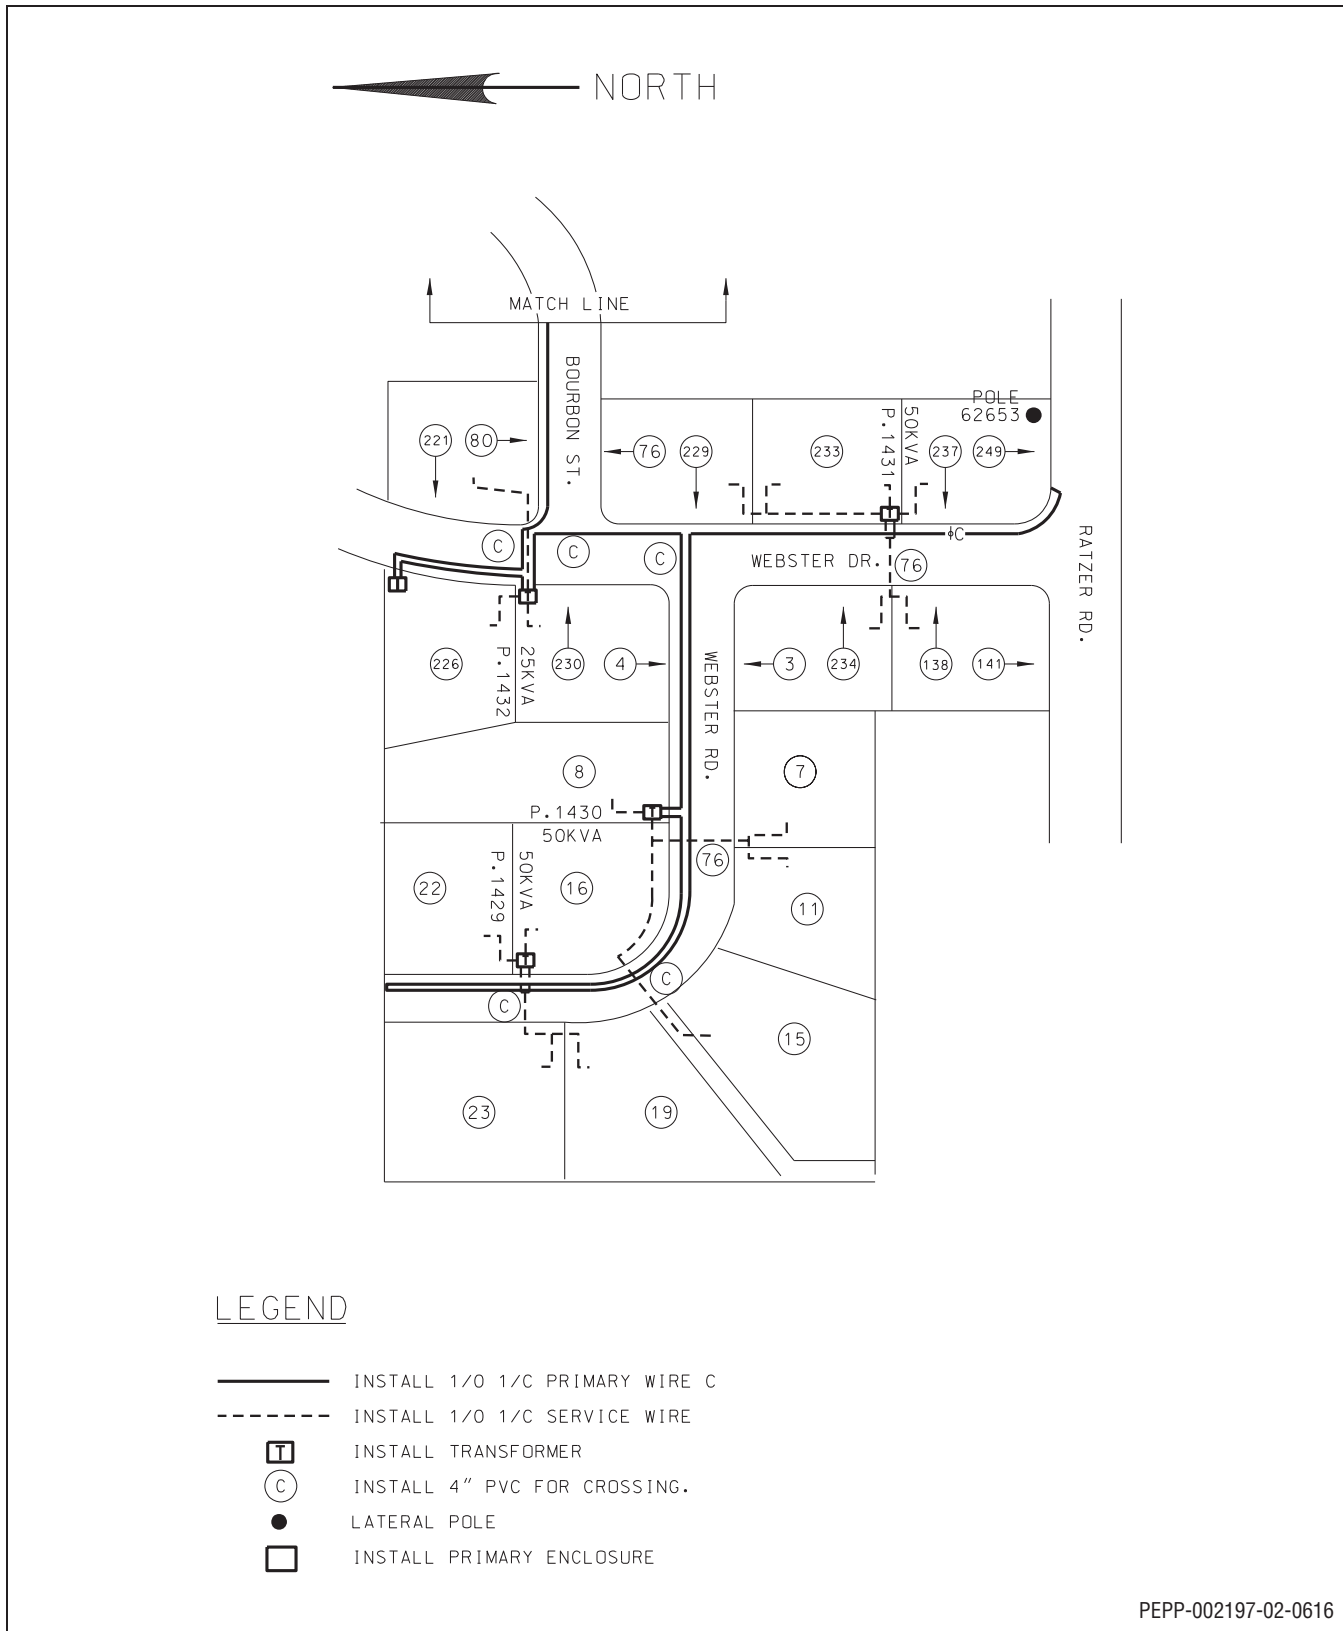 NORTH
MATCH LINE
BOURBON ST.
POLE
62653
50KVA
P.1431
221
80
76
229
233
237
249
C
C
C
¢C
WEBSTER DR.
76
RATZER RD.
226
25KVA
P.1432
230
4
WEBSTER RD.
3
234
138
141
8
7
P.1430
50KVA
22
50KVA
P.1429
16
76
11
C
C
15
23
19
LEGEND
INSTALL 1/0 1/C PRIMARY WIRE C
INSTALL 1/0 1/C SERVICE WIRE
T INSTALL TRANSFORMER
C INSTALL 4" PVC FOR CROSSING.
LATERAL POLE
INSTALL PRIMARY ENCLOSURE
PEPP-002197-02-0616